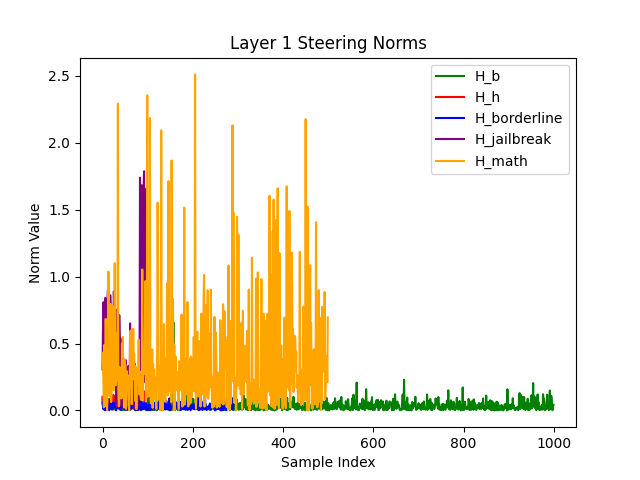 Layer 1 Steering Norms
H_b
H_h
H_borderline
H_jailbreak
H_math
Norm Value
2.5
2.0
1.5
1.0
0.5
0.0
0 200 400 600 800 1000
Sample Index